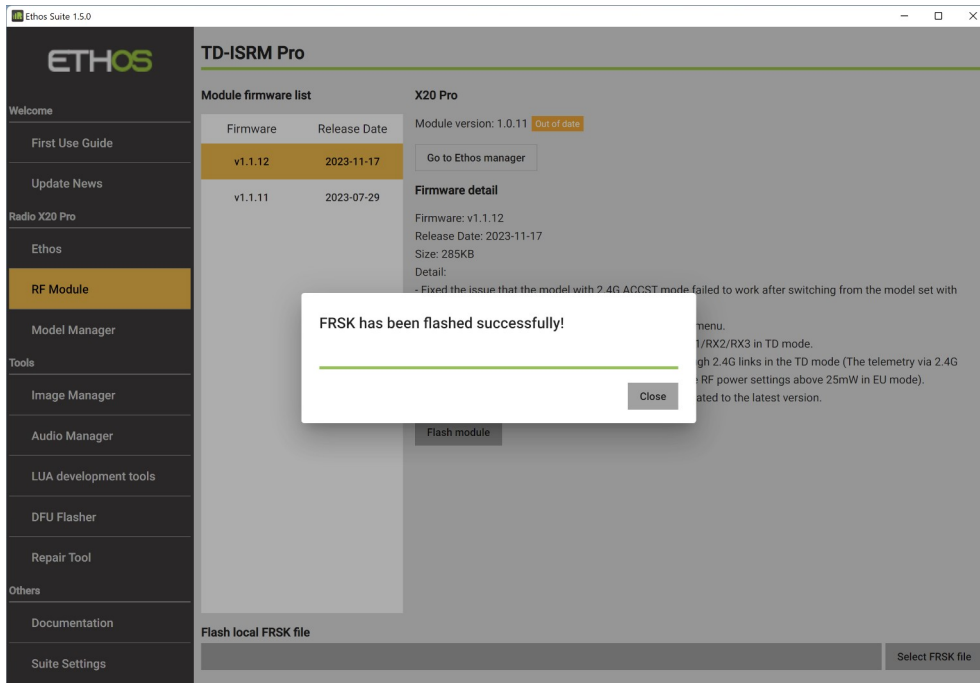 Ethos Suite 1.5.0
ETHOS
Welcome
First Use Guide
Update News
Radio X20 Pro
Ethos
RF Module
Model Manager
Tools
Image Manager
Audio Manager
LUA development tools
DFU Flasher
Repair Tool
Others
Documentation
Suite Settings
TD-ISRM Pro
Module firmware list
Firmware Release Date
v1.1.12 2023-11-17
v1.1.11 2023-07-29
X20 Pro
Module version: 1.0.11 Out of date
Go to Ethos manager
Firmware detail
Firmware: v1.1.12
Release Date: 2023-11-17
Size: 285KB
Detail:
- Fixed the issue that the model with 2.4G ACCST mode failed to work after switching from the model set with
menu.
1/RX2/RX3 in TD mode.
gh 2.4G links in the TD mode (The telemetry via 2.4G
RF power settings above 25mW in EU mode).
ated to the latest version.
Flash module
FRSK has been flashed successfully!
Close
Flash local FRSK file
Select FRSK file